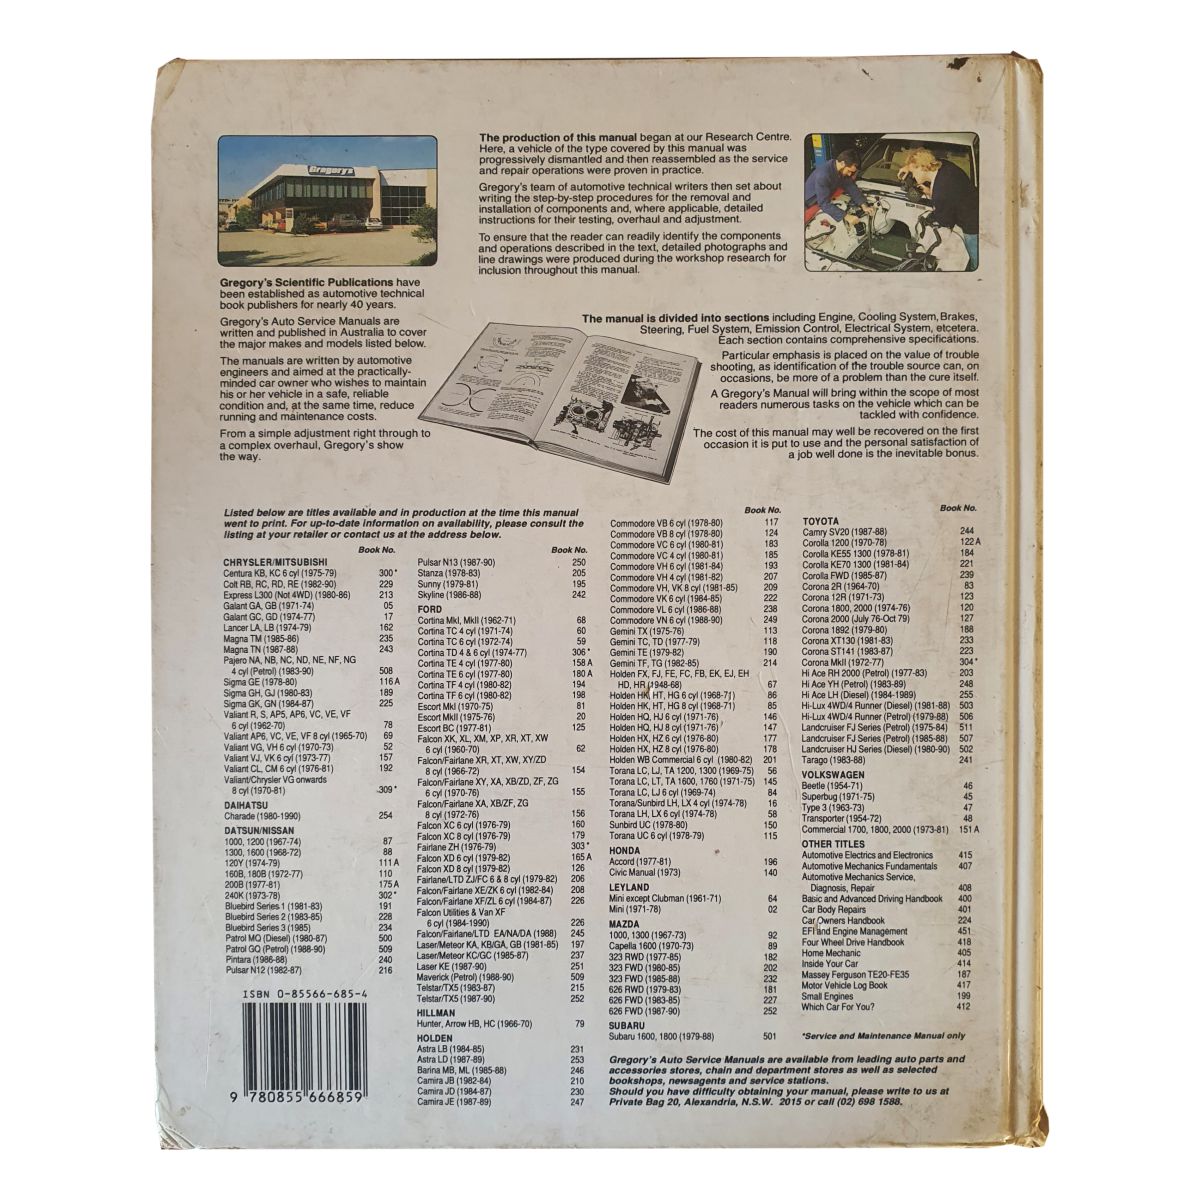 Gregory's
The production of this manual began at our Research Centre.
Here, a vehicle of the type covered by this manual was
progressively dismantled and then reassembled as the service
and repair operations were proven in practice.
Gregory's team of automotive technical writers then set about
writing the step-by-step procedures for the removal and
installation of components and, where applicable, detailed
instructions for their testing, overhaul and adjustment.
To ensure that the reader can readily identify the components
and operations described in the text, detailed photographs and
line drawings were produced during the workshop research for
inclusion throughout this manual.
Gregory's Scientific Publications have
been established as automotive technical
book publishers for nearly 40 years.
Gregory's Auto Service Manuals are
written and published in Australia to cover
the major makes and models listed below.
The manuals are written by automotive
engineers and aimed at the practically-
minded car owner who wishes to maintain
his or her vehicle in a safe, reliable
condition and, at the same time, reduce
running and maintenance costs.
From a simple adjustment right through to
a complex overhaul, Gregory's show
the way.
The manual is divided into sections including Engine, Cooling System, Brakes,
Steering, Fuel System, Emission Control, Electrical System, etcetera.
Each section contains comprehensive specifications.
Particular emphasis is placed on the value of trouble
shooting, as identification of the trouble source can, on
occasions, be more of a problem than the cure itself.
A Gregory's Manual will bring within the scope of most
readers numerous tasks on the vehicle which can be
tackled with confidence.
The cost of this manual may well be recovered on the first
occasion it is put to use and the personal satisfaction of
a job well done is the inevitable bonus.
Listed below are titles available and in production at the time this manual
went to print. For up-to-date information on availability, please consult the
listing at your retailer or contact us at the address below.
Book No.
CHRYSLER/MITSUBISHI
Centura KB, KC 6 cyl (1975-79) 300*
Colt RB, RC, RD, RE (1982-90) 229
Express L300 (Not 4WD) (1980-86) 213
Galant GA, GB (1971-74) 05
Galant GC, GD (1974-77) 17
Lancer LA, LB (1974-79) 162
Magna TM (1985-86) 235
Magna TN (1987-88) 243
Pajero NA, NB, NC, ND, NE, NF, NG
4 cyl (Petrol) (1983-90) 508
Sigma GE (1978-80) 116 A
Sigma GH, GJ (1980-83) 189
Sigma GK, GN (1984-87) 225
Valiant R, S, AP5, AP6, VC, VE, VF
6 cyl (1962-70) 78
Valiant AP6, VC, VE, VF 8 cyl (1965-70) 69
Valiant VG, VH 6 cyl (1970-73) 52
Valiant VJ, VK 6 cyl (1973-77) 157
Valiant CL, CM 6 cyl (1976-81) 192
Valiant/Chrysler VG onwards
8 cyl (1970-81) 309*
DAIHATSU
Charade (1980-1990) 254
DATSUN/NISSAN
1000, 1200 (1967-74) 87
1300, 1600 (1968-72) 88
120Y (1974-79) 111 A
160B, 180B (1972-77) 110
200B (1977-81) 175 A
240K (1973-78) 302*
Bluebird Series 1 (1981-83) 191
Bluebird Series 2 (1983-85) 228
Bluebird Series 3 (1985) 234
Patrol MQ (Diesel) (1980-87) 500
Patrol GQ (Petrol) (1988-90) 509
Pintara (1986-88) 240
Pulsar N12 (1982-87) 216
ISBN 0-85566-685-4
9 780855 666859
Book No.
Pulsar N13 (1987-90) 250
Stanza (1978-83) 205
Sunny (1979-81) 195
Skyline (1986-88) 242
FORD
Cortina MkI, MkII (1962-71) 68
Cortina TC 4 cyl (1971-74) 60
Cortina TC 6 cyl (1972-74) 59
Cortina TD 4 & 6 cyl (1974-77) 306*
Cortina TE 4 cyl (1977-80) 158 A
Cortina TE 6 cyl (1977-80) 180 A
Cortina TF 4 cyl (1980-82) 194
Cortina TF 6 cyl (1980-82) 198
Escort MkI (1970-75) 81
Escort MkII (1975-76) 20
Escort BC (1977-81) 125
Falcon XK, XL, XM, XP, XR, XT, XW
6 cyl (1960-70) 62
Falcon/Fairlane XR, XT, XW, XY/ZD
8 cyl (1966-72) 154
Falcon/Fairlane XY, XA, XB/ZD, ZF, ZG
6 cyl (1970-76) 155
Falcon/Fairlane XA, XB/ZF, ZG
8 cyl (1972-76) 156
Falcon XC 6 cyl (1976-79) 160
Falcon XC 8 cyl (1976-79) 179
Fairlane ZH (1976-79) 303*
Falcon XD 6 cyl (1979-82) 165 A
Falcon XD 8 cyl (1979-82) 126
Fairlane/LTD ZJ/FC 6 & 8 cyl (1979-82) 206
Falcon/Fairlane XE/ZK 6 cyl (1982-84) 208
Falcon/Fairlane XF/ZL 6 cyl (1984-87) 226
Falcon Utilities & Van XF
6 cyl (1984-1990) 226
Falcon/Fairlane/LTD EA/NA/DA (1988) 245
Laser/Meteor KA, KB/GA, GB (1981-85) 197
Laser/Meteor KC/GC (1985-87) 237
Laser KE (1987-90) 251
Maverick (Petrol) (1988-90) 509
Telstar/TX5 (1983-87) 215
Telstar/TX5 (1987-90) 252
HILLMAN
Hunter, Arrow HB, HC (1966-70) 79
HOLDEN
Astra LB (1984-85) 231
Astra LD (1987-89) 253
Barina MB, ML (1985-88) 246
Camira JB (1982-84) 210
Camira JD (1984-87) 230
Camira JE (1987-89) 247
Book No.
Commodore VB 6 cyl (1978-80) 117
Commodore VB 8 cyl (1978-80) 124
Commodore VC 6 cyl (1980-81) 183
Commodore VC 4 cyl (1980-81) 185
Commodore VH 6 cyl (1981-84) 193
Commodore VH 4 cyl (1981-82) 207
Commodore VH, VK 8 cyl (1981-85) 209
Commodore VK 6 cyl (1984-85) 222
Commodore VL 6 cyl (1986-88) 238
Commodore VN 6 cyl (1988-90) 249
Gemini TX (1975-76) 113
Gemini TC, TD (1977-79) 118
Gemini TE (1979-82) 190
Gemini TF, TG (1982-85) 214
Holden FX, FJ, FE, FC, FB, EK, EJ, EH
HD, HR (1948-68) 67
Holden HK, HT, HG 6 cyl (1968-71) 86
Holden HK, HT, HG 8 cyl (1968-71) 85
Holden HQ, HJ 6 cyl (1971-76) 146
Holden HQ, HJ 8 cyl (1971-76) 147
Holden HX, HZ 6 cyl (1976-80) 177
Holden HX, HZ 8 cyl (1976-80) 178
Holden WB Commercial 6 cyl (1980-82) 201
Torana LC, LJ, TA 1200, 1300 (1969-75) 56
Torana LC, LT, TA 1600, 1760 (1971-75) 145
Torana LC, LJ 6 cyl (1969-74) 84
Torana/Sunbird LH, LX 4 cyl (1974-78) 16
Torana LH, LX 6 cyl (1974-78) 58
Sunbird UC (1978-80) 150
Torana UC 6 cyl (1978-79) 115
HONDA
Accord (1977-81) 196
Civic Manual (1973) 140
LEYLAND
Mini except Clubman (1961-71) 64
Mini (1971-78) 02
MAZDA
1000, 1300 (1967-73) 92
Capella 1600 (1970-73) 89
323 RWD (1977-85) 182
323 FWD (1980-85) 202
323 FWD (1985-88) 232
626 RWD (1979-83) 181
626 FWD (1983-85) 227
626 FWD (1987-90) 252
SUBARU
Subaru 1600, 1800 (1979-88) 501
Book No.
TOYOTA
Camry SV20 (1987-88) 244
Corolla 1200 (1970-78) 122 A
Corolla KE55 1300 (1978-81) 184
Corolla KE70 1300 (1981-84) 221
Corolla FWD (1985-87) 239
Corona 2R (1964-70) 83
Corona 12R (1971-73) 123
Corona 1800, 2000 (1974-76) 120
Corona 2000 (July 76-Oct 79) 127
Corona 1892 (1979-80) 188
Corona XT130 (1981-83) 233
Corona ST141 (1983-87) 223
Corona MkII (1972-77) 304*
Hi Ace RH 2000 (Petrol) (1977-83) 203
Hi Ace YH (Petrol) (1983-89) 248
Hi Ace LH (Diesel) (1984-1989) 255
Hi-Lux 4WD/4 Runner (Diesel) (1981-88) 503
Hi-Lux 4WD/4 Runner (Petrol) (1979-88) 506
Landcruiser FJ Series (Petrol) (1975-84) 511
Landcruiser FJ Series (Petrol) (1985-88) 507
Landcruiser HJ Series (Diesel) (1980-90) 502
Tarago (1983-88) 241
VOLKSWAGEN
Beetle (1954-71) 46
Superbug (1971-75) 45
Type 3 (1963-73) 47
Transporter (1954-72) 48
Commercial 1700, 1800, 2000 (1973-81) 151 A
OTHER TITLES
Automotive Electrics and Electronics 415
Automotive Mechanics Fundamentals 407
Automotive Mechanics Service,
Diagnosis, Repair 408
Basic and Advanced Driving Handbook 400
Car Body Repairs 401
Car Owners Handbook 224
EFI and Engine Management 451
Four Wheel Drive Handbook 418
Home Mechanic 405
Inside Your Car 414
Massey Ferguson TE20-FE35 187
Motor Vehicle Log Book 417
Small Engines 199
Which Car For You? 412
*Service and Maintenance Manual only
Gregory's Auto Service Manuals are available from leading auto parts and
accessories stores, chain and department stores as well as selected
bookshops, newsagents and service stations.
Should you have difficulty obtaining your manual, please write to us at
Private Bag 20, Alexandria, N.S.W. 2015 or call (02) 698 1588.